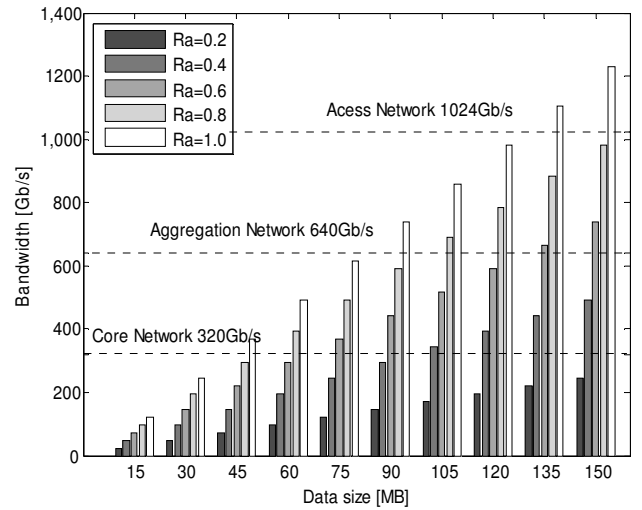 1,400
1,200
1,000
800
600
400
200
0
Bandwidth [Gb/s]
Ra=0.2
Ra=0.4
Ra=0.6
Ra=0.8
Ra=1.0
Acess Network 1024Gb/s
Aggregation Network 640Gb/s
Core Network 320Gb/s
15 30 45 60 75 90 105 120 135 150
Data size [MB]